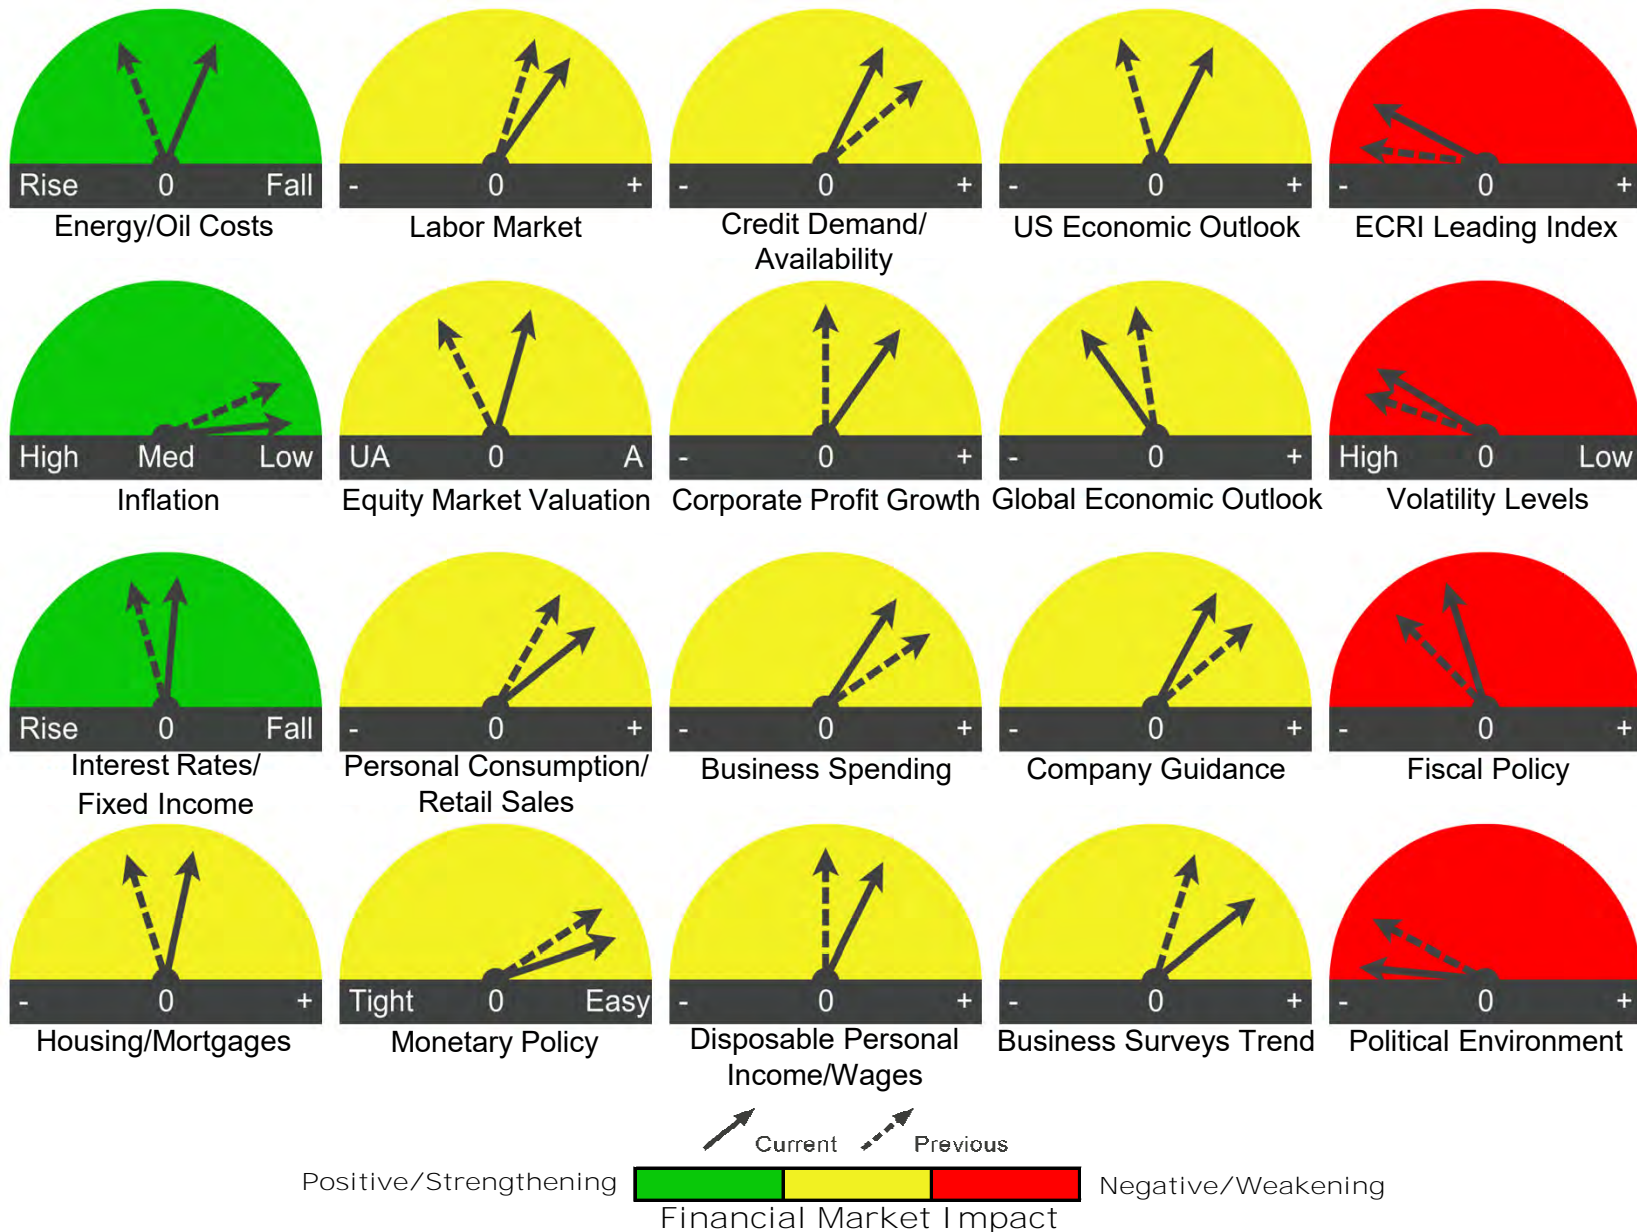 Rise 0 Fall
- 0 +
- 0 +
- 0 +
- 0 +
Energy/Oil Costs
Labor Market
Credit Demand/
Availability
US Economic Outlook
ECRI Leading Index
High Med Low
UA 0 A
- 0 +
- 0 +
High 0 Low
Inflation
Equity Market Valuation
Corporate Profit Growth
Global Economic Outlook
Volatility Levels
Rise 0 Fall
- 0 +
- 0 +
- 0 +
- 0 +
Interest Rates/
Fixed Income
Personal Consumption/
Retail Sales
Business Spending
Company Guidance
Fiscal Policy
- 0 +
Tight 0 Easy
- 0 +
- 0 +
- 0 +
Housing/Mortgages
Monetary Policy
Disposable Personal
Income/Wages
Business Surveys Trend
Political Environment
Current
Previous
Positive/Strengthening
Negative/Weakening
Financial Market Impact